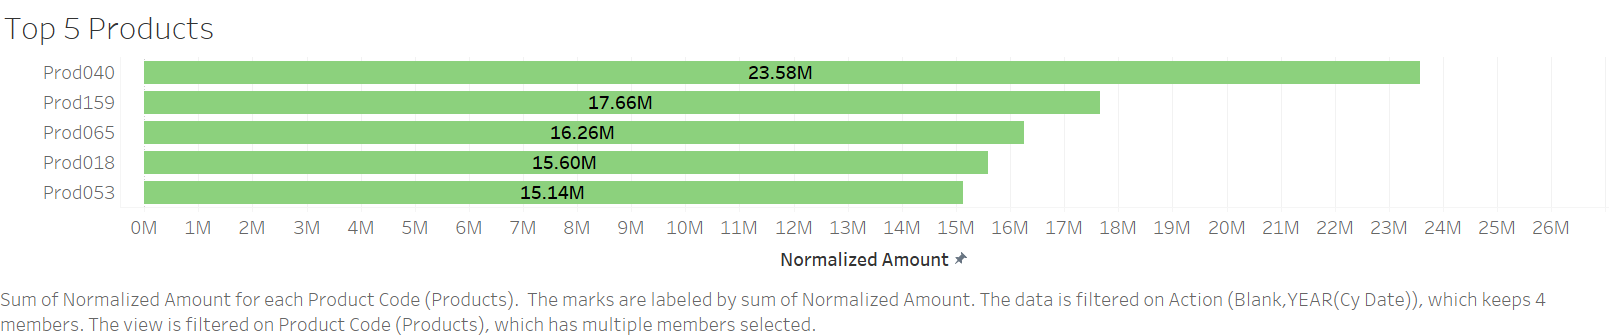 Top 5 Products
Prod040 23.58M
Prod159 17.66M
Prod065 16.26M
Prod018 15.60M
Prod053 15.14M
0M 1M 2M 3M 4M 5M 6M 7M 8M 9M 10M 11M 12M 13M 14M 15M 16M 17M 18M 19M 20M 21M 22M 23M 24M 25M 26M
Normalized Amount
Sum of Normalized Amount for each Product Code (Products).  The marks are labeled by sum of Normalized Amount. The data is filtered on Action (Blank,YEAR(Cy Date)), which keeps 4
members. The view is filtered on Product Code (Products), which has multiple members selected.